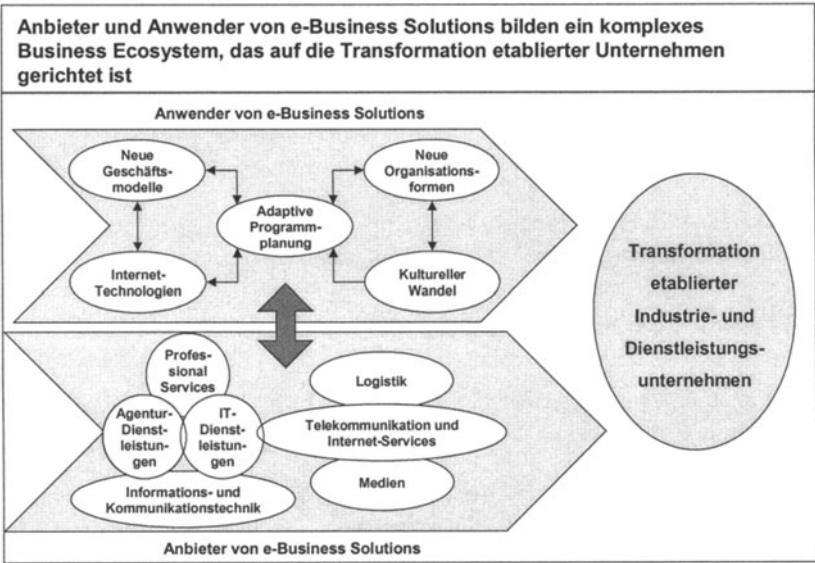 Anbieter und Anwender von e-Business Solutions bilden ein komplexes
Business Ecosystem, das auf die Transformation etablierter Unternehmen
gerichtet ist
Anwender von e-Business Solutions
Neue
Geschäfts-
modelle
Neue
Organisations-
formen
Adaptive
Programm-
planung
Internet-
Technologien
Kultureller
Wandel
Transformation
etablierter
Industrie- und
Dienstleistungs-
unternehmen
Profes-
sional
Services
Agentur-
Dienst-
leistun-
gen
IT-
Dienst-
leistun-
gen
Informations- und
Kommunikationstechnik
Logistik
Telekommunikation und
Internet-Services
Medien
Anbieter von e-Business Solutions